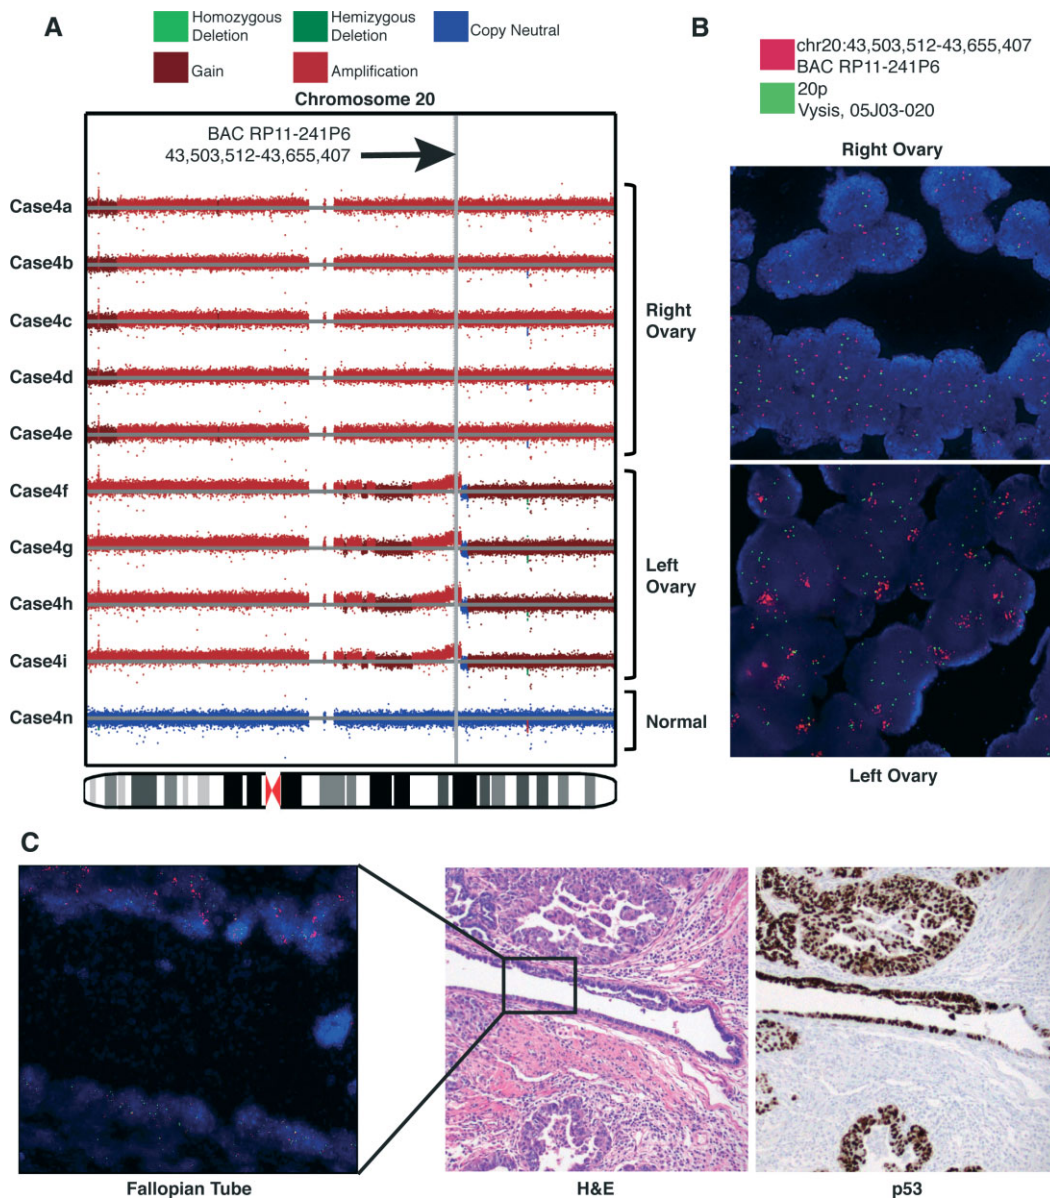 A
Homozygous
Deletion
Hemizygous
Deletion
Copy Neutral
Gain
Amplification
Chromosome 20
BAC RP11-241P6
43,503,512-43,655,407
Case4a
Case4b
Case4c
Case4d
Case4e
Case4f
Case4g
Case4h
Case4i
Case4n
Right
Ovary
Left
Ovary
Normal
B
chr20:43,503,512-43,655,407
BAC RP11-241P6
20p
Vysis, 05J03-020
Right Ovary
Left Ovary
C
Fallopian Tube
H&E
p53